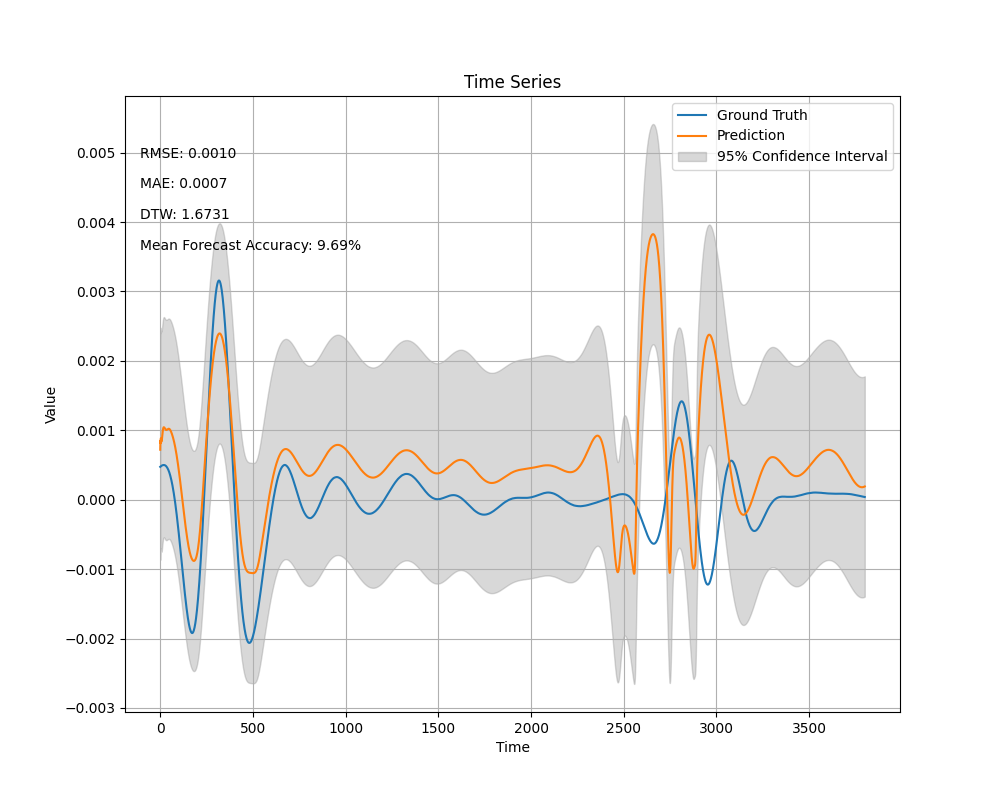 Time Series
Ground Truth
Prediction
95% Confidence Interval
RMSE: 0.0010
MAE: 0.0007
DTW: 1.6731
Mean Forecast Accuracy: 9.69%
0.005
0.004
0.003
0.002
0.001
0.000
−0.001
−0.002
−0.003
Value
0 500 1000 1500 2000 2500 3000 3500
Time